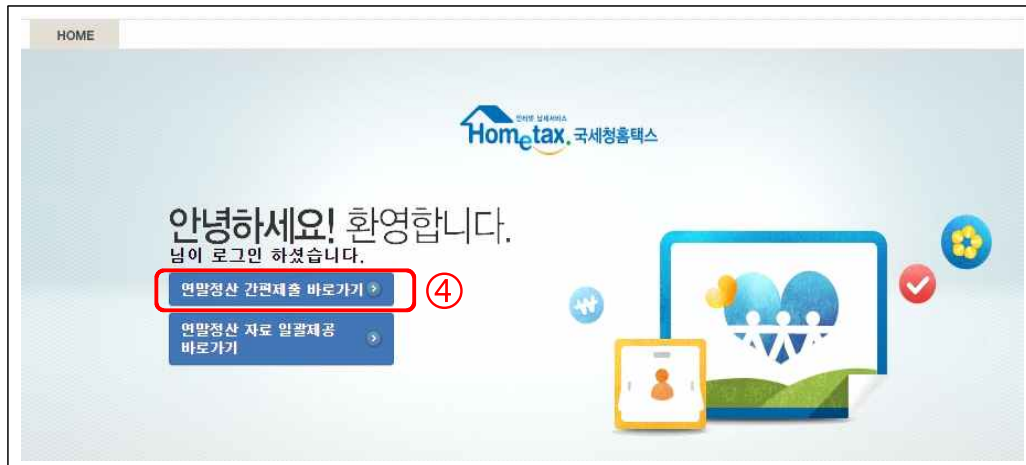 HOME
인터넷 납세서비스
Hometax. 국세청홈택스
안녕하세요! 환영합니다.
님이 로그인 하셨습니다.
연말정산 간편제출 바로가기
④
연말정산 자료 일괄제공
바로가기
₩